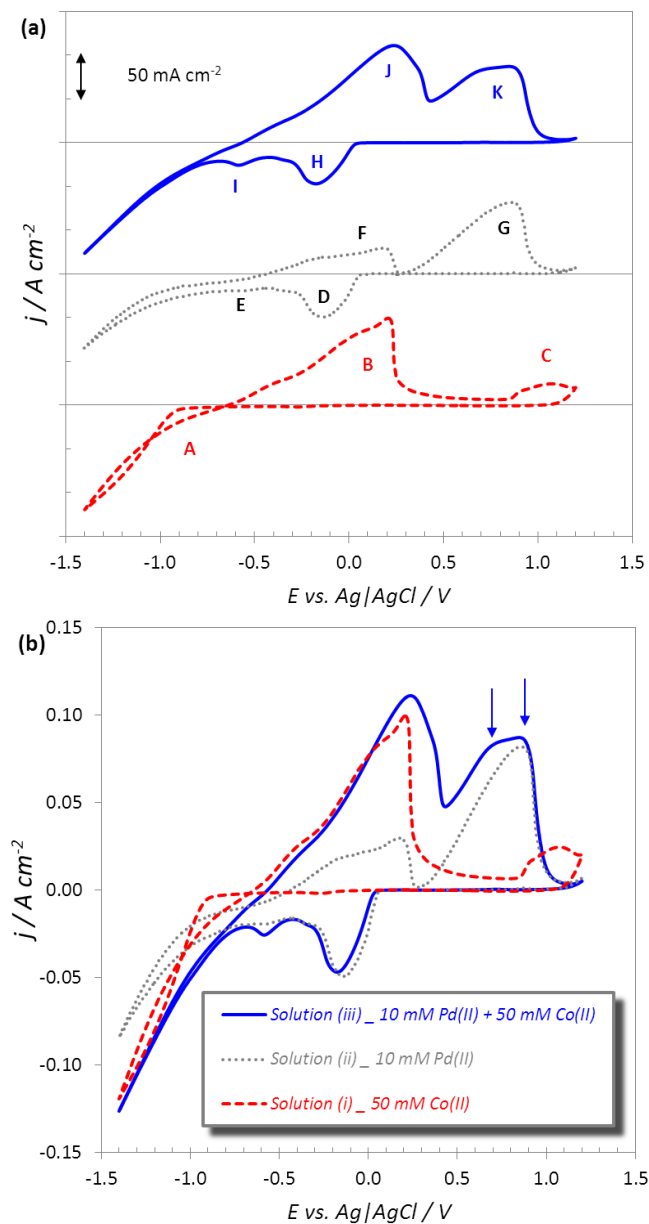 (a)
50 mA cm-2
J
K
H
I
F
G
E
D
B
C
A
j / A cm-2
-1.5
-1.0
-0.5
0.0
0.5
1.0
1.5
E vs. Ag|AgCl / V
(b)
0.15
0.10
0.05
0.00
-0.05
-0.10
-0.15
j / A cm-2
Solution (iii) _ 10 mM Pd(II) + 50 mM Co(II)
Solution (ii) _ 10 mM Pd(II)
Solution (i) _ 50 mM Co(II)
-1.5
-1.0
-0.5
0.0
0.5
1.0
1.5
E vs. Ag|AgCl / V